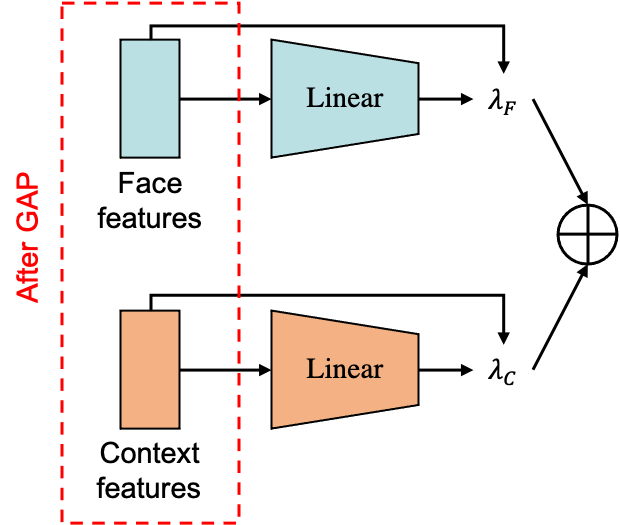 After GAP
Linear
λF
Face
features
Linear
λC
Context
features